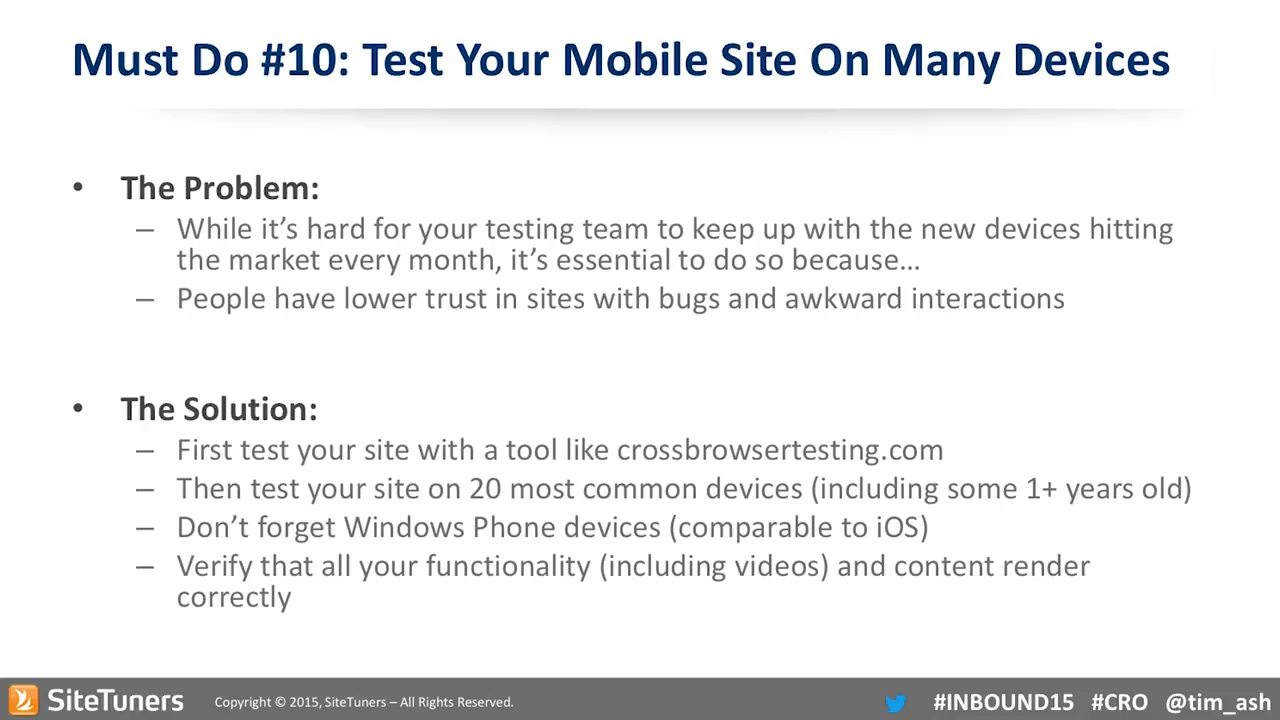 Must Do #10: Test Your Mobile Site On Many Devices
• The Problem:
– While it’s hard for your testing team to keep up with the new devices hitting
the market every month, it’s essential to do so because…
– People have lower trust in sites with bugs and awkward interactions
• The Solution:
– First test your site with a tool like crossbrowsertesting.com
– Then test your site on 20 most common devices (including some 1+ years old)
– Don’t forget Windows Phone devices (comparable to iOS)
– Verify that all your functionality (including videos) and content render
correctly
SiteTuners Copyright © 2015, SiteTuners – All Rights Reserved. #INBOUND15 #CRO @tim_ash